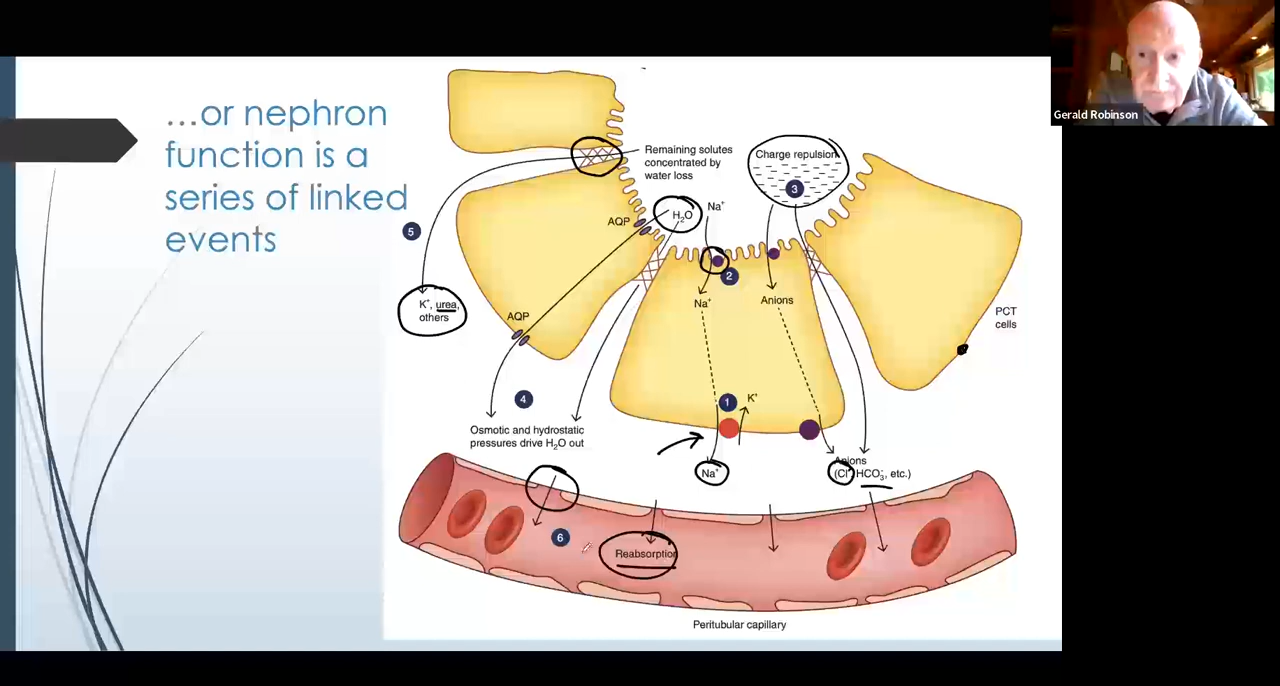 …or nephron
function is a
series of linked
events
Remaining solutes
concentrated by
water loss
Charge repulsion
3
H₂O
Na⁺
AQP
5
2
K⁺, urea,
others
Na⁺
Anions
AQP
PCT
cells
4
1
K⁺
Osmotic and hydrostatic
pressures drive H₂O out
Na⁺
Anions
(Cl⁻, HCO₃⁻, etc.)
6
Reabsorption
Peritubular capillary
Gerald Robinson